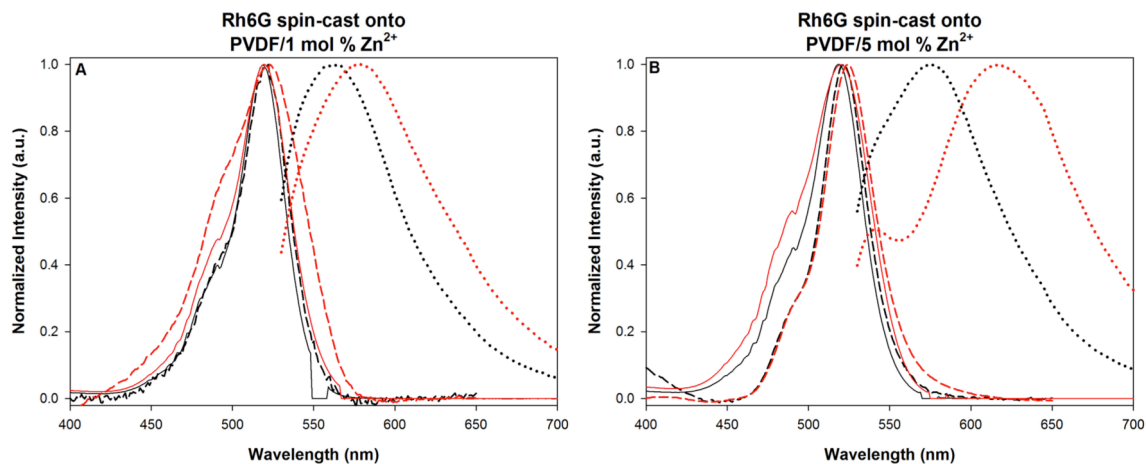 Rh6G spin-cast onto
PVDF/1 mol % Zn²⁺
A
Normalized Intensity (a.u.)
1.0
0.8
0.6
0.4
0.2
0.0
400 450 500 550 600 650 700
Wavelength (nm)
Rh6G spin-cast onto
PVDF/5 mol % Zn²⁺
B
Normalized Intensity (a.u.)
1.0
0.8
0.6
0.4
0.2
0.0
400 450 500 550 600 650 700
Wavelength (nm)